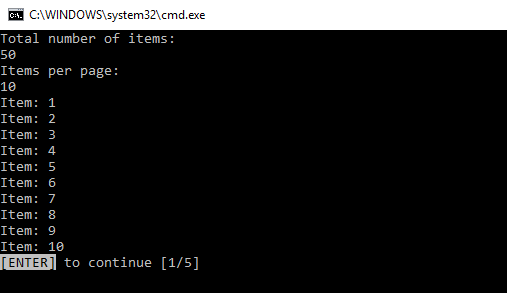 C:\WINDOWS\system32\cmd.exe
Total number of items:
50
Items per page:
10
Item: 1
Item: 2
Item: 3
Item: 4
Item: 5
Item: 6
Item: 7
Item: 8
Item: 9
Item: 10
[ENTER] to continue [1/5]